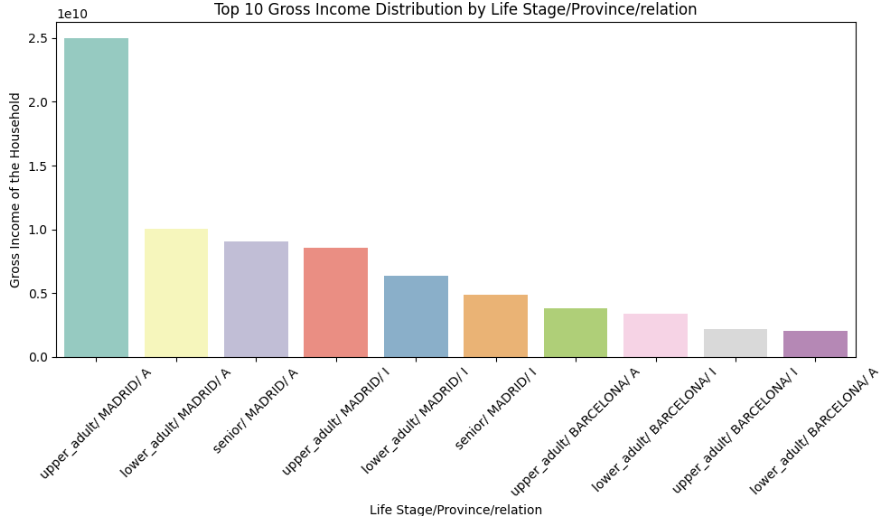 Top 10 Gross Income Distribution by Life Stage/Province/relation
1e10
2.5
2.0
1.5
1.0
0.5
0.0
Gross Income of the Household
upper_adult/ MADRID/ A
lower_adult/ MADRID/ A
senior/ MADRID/ A
upper_adult/ MADRID/ I
lower_adult/ MADRID/ I
senior/ MADRID/ I
upper_adult/ BARCELONA/ A
lower_adult/ BARCELONA/ I
upper_adult/ BARCELONA/ I
lower_adult/ BARCELONA/ A
Life Stage/Province/relation